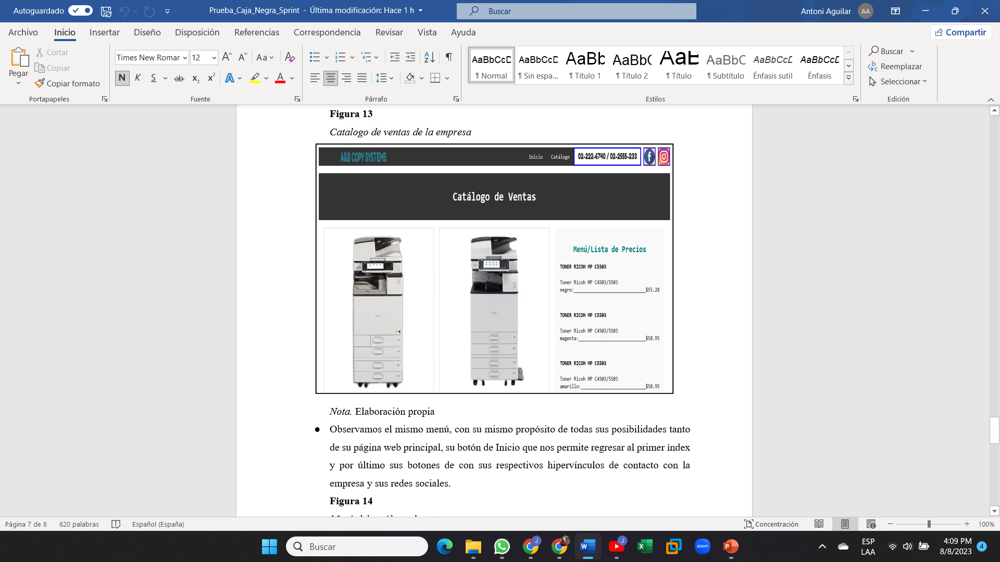 Autoguardado
Prueba_Caja_Negra_Sprint - Última modificación: Hace 1 h
Buscar
Antoni Aguilar AA
Archivo Inicio Insertar Diseño Disposición Referencias Correspondencia Revisar Vista Ayuda
Compartir
Pegar
Cortar
Copiar
Copiar formato
Portapapeles
Times New Roman 12
Aa
N K S ab x₂ x²
Fuente
Párrafo
AaBbCcD AaBbCcD AaBb AaBbC AaB AaBbC AaBbCcD AaBbCcD
¶ Normal ¶ Sin espa... ¶ Título 1 ¶ Título 2 ¶ Título ¶ Subtítulo Énfasis sutil Énfasis
Estilos
Buscar
Reemplazar
Seleccionar
Edición
Figura 13
Catalogo de ventas de la empresa
A&B COPY SYSTEMS
Inicio Catálogo 02-222-6740 / 02-2555-233
Catálogo de Ventas
Menú/Lista de Precios
TONER RICOH MP C5503
Toner Ricoh MP C4503/5503
negro:__________________________$55.28
TONER RICOH MP C5503
Toner Ricoh MP C4503/5503
magenta:________________________$58.95
TONER RICOH MP C5503
Toner Ricoh MP C4503/5503
amarillo:_______________________$58.95
Nota. Elaboración propia
● Observamos el mismo menú, con su mismo propósito de todas sus posibilidades tanto
de su página web principal, su botón de Inicio que nos permite regresar al primer índex
y por último sus botones de con sus respectivos hipervínculos de contacto con la
empresa y sus redes sociales.
Figura 14
Página 7 de 8 620 palabras Español (España)
Concentración 100%
Buscar
zoom
ESP
LAA
4:09 PM
8/8/2023
4